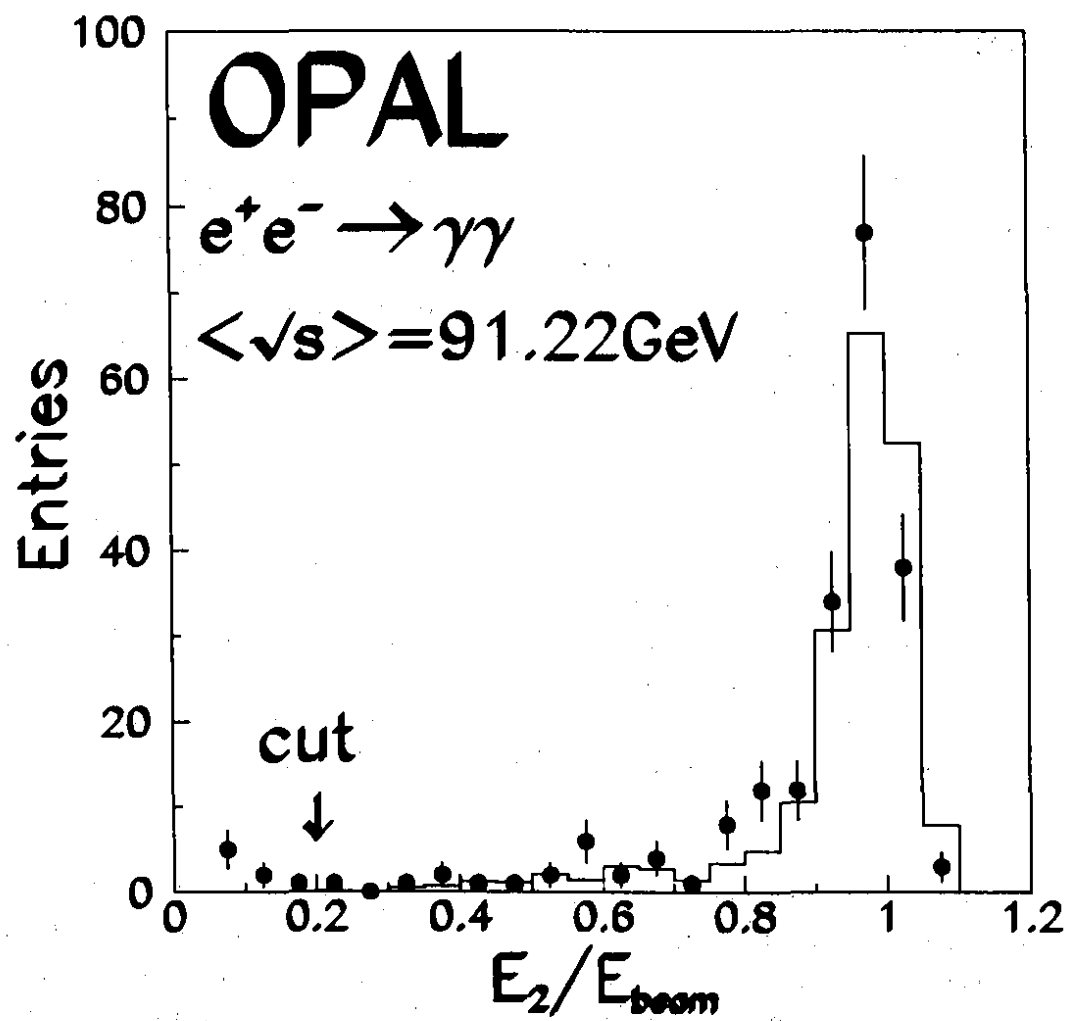 OPAL
e⁺e⁻ → γγ
<√s>=91.22GeV
100
80
60
40
20
0
Entries
cut
0 0.2 0.4 0.6 0.8 1 1.2
E₂/E_beam